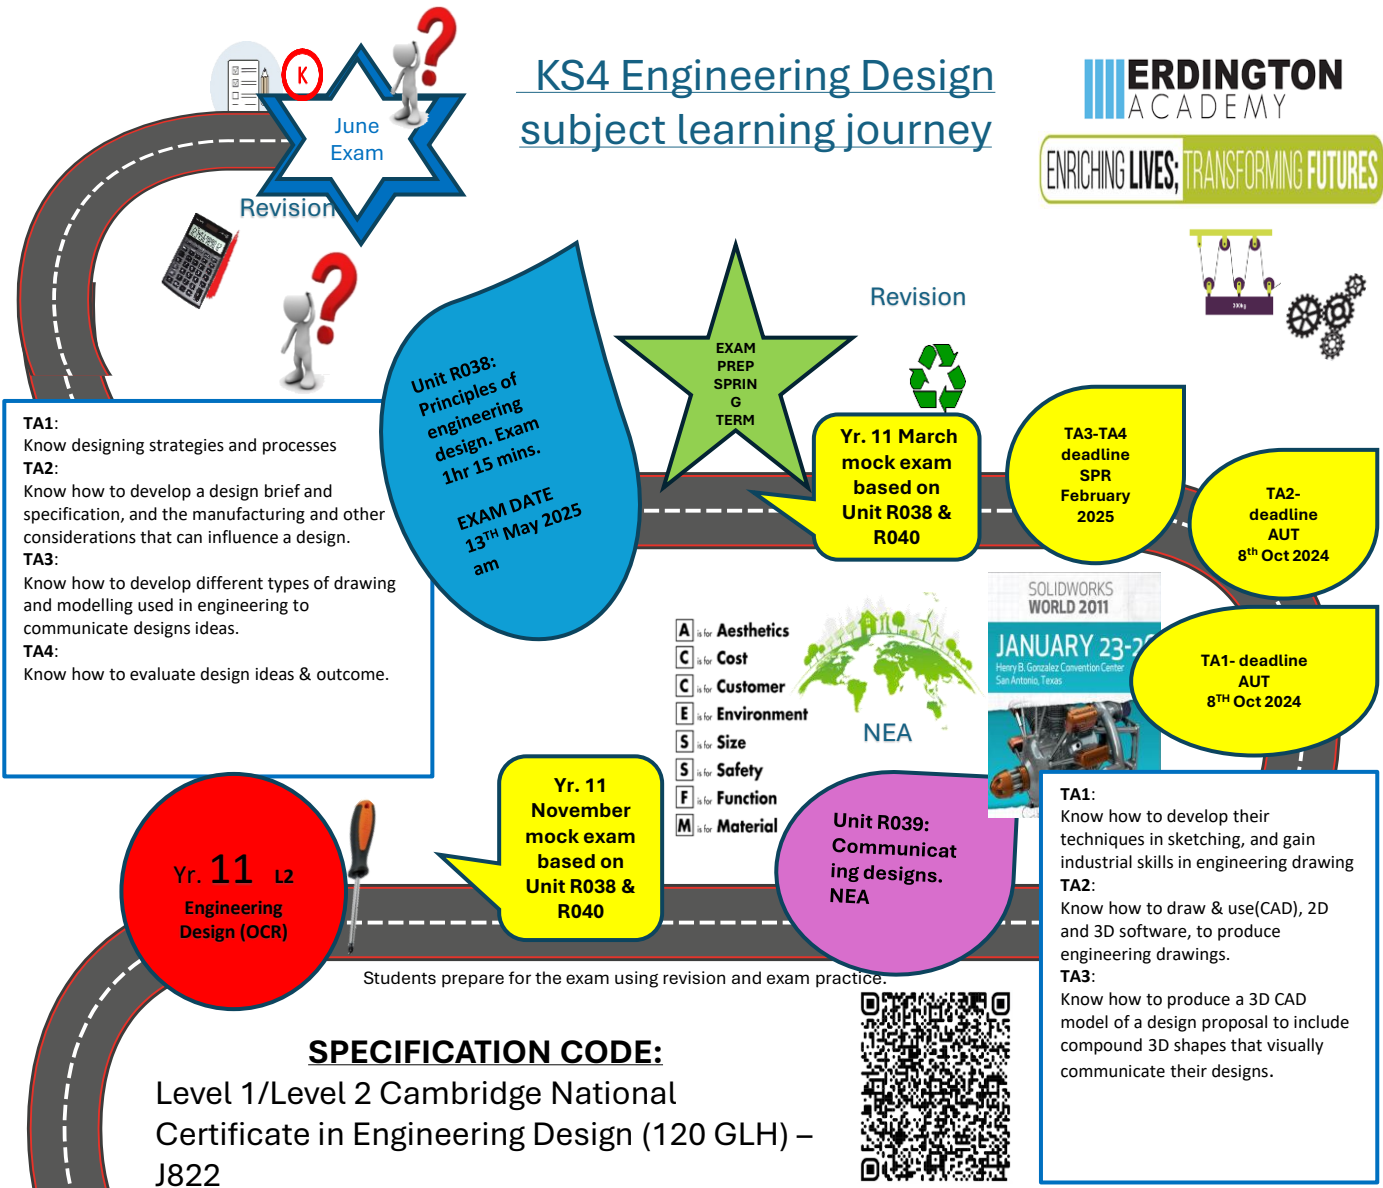 KS4 Engineering Design
subject learning journey
ERDINGTON
ACADEMY
ENRICHING LIVES; TRANSFORMING FUTURES
K
June
Exam
Revision
Revision
300kg
Unit R038:
Principles of
engineering
design. Exam
1hr 15 mins.
EXAM DATE
13TH May 2025
am
EXAM
PREP
SPRIN
G
TERM
Yr. 11 March
mock exam
based on
Unit R038 &
R040
TA3-TA4
deadline
SPR
February
2025
TA2-
deadline
AUT
8th Oct 2024
TA1- deadline
AUT
8TH Oct 2024
TA1:
Know designing strategies and processes
TA2:
Know how to develop a design brief and
specification, and the manufacturing and other
considerations that can influence a design.
TA3:
Know how to develop different types of drawing
and modelling used in engineering to
communicate designs ideas.
TA4:
Know how to evaluate design ideas & outcome.
A is for Aesthetics
C is for Cost
C is for Customer
E is for Environment
S is for Size
S is for Safety
F is for Function
M is for Material
NEA
SOLIDWORKS
WORLD 2011
JANUARY 23-2
Henry B. Gonzalez Convention Center
San Antonio, Texas
Yr. 11 L2
Engineering
Design (OCR)
Yr. 11
November
mock exam
based on
Unit R038 &
R040
Unit R039:
Communicat
ing designs.
NEA
TA1:
Know how to develop their
techniques in sketching, and gain
industrial skills in engineering drawing
TA2:
Know how to draw & use(CAD), 2D
and 3D software, to produce
engineering drawings.
TA3:
Know how to produce a 3D CAD
model of a design proposal to include
compound 3D shapes that visually
communicate their designs.
Students prepare for the exam using revision and exam practice.
SPECIFICATION CODE:
Level 1/Level 2 Cambridge National
Certificate in Engineering Design (120 GLH) –
J822